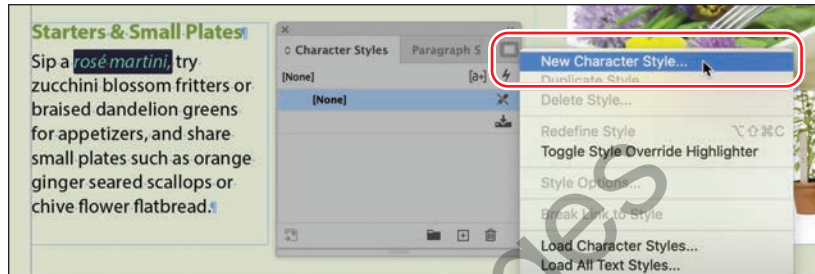 Starters & Small Plates
Sip a rosé martini, try
zucchini blossom fritters or
braised dandelion greens
for appetizers, and share
small plates such as orange
ginger seared scallops or
chive flower flatbread.
Character Styles Paragraph S
[None] [a+]
[None]
New Character Style...
Duplicate Style...
Delete Style...
Redefine Style ⌥⇧⌘C
Toggle Style Override Highlighter
Style Options...
Break Link to Style
Load Character Styles...
Load All Text Styles...